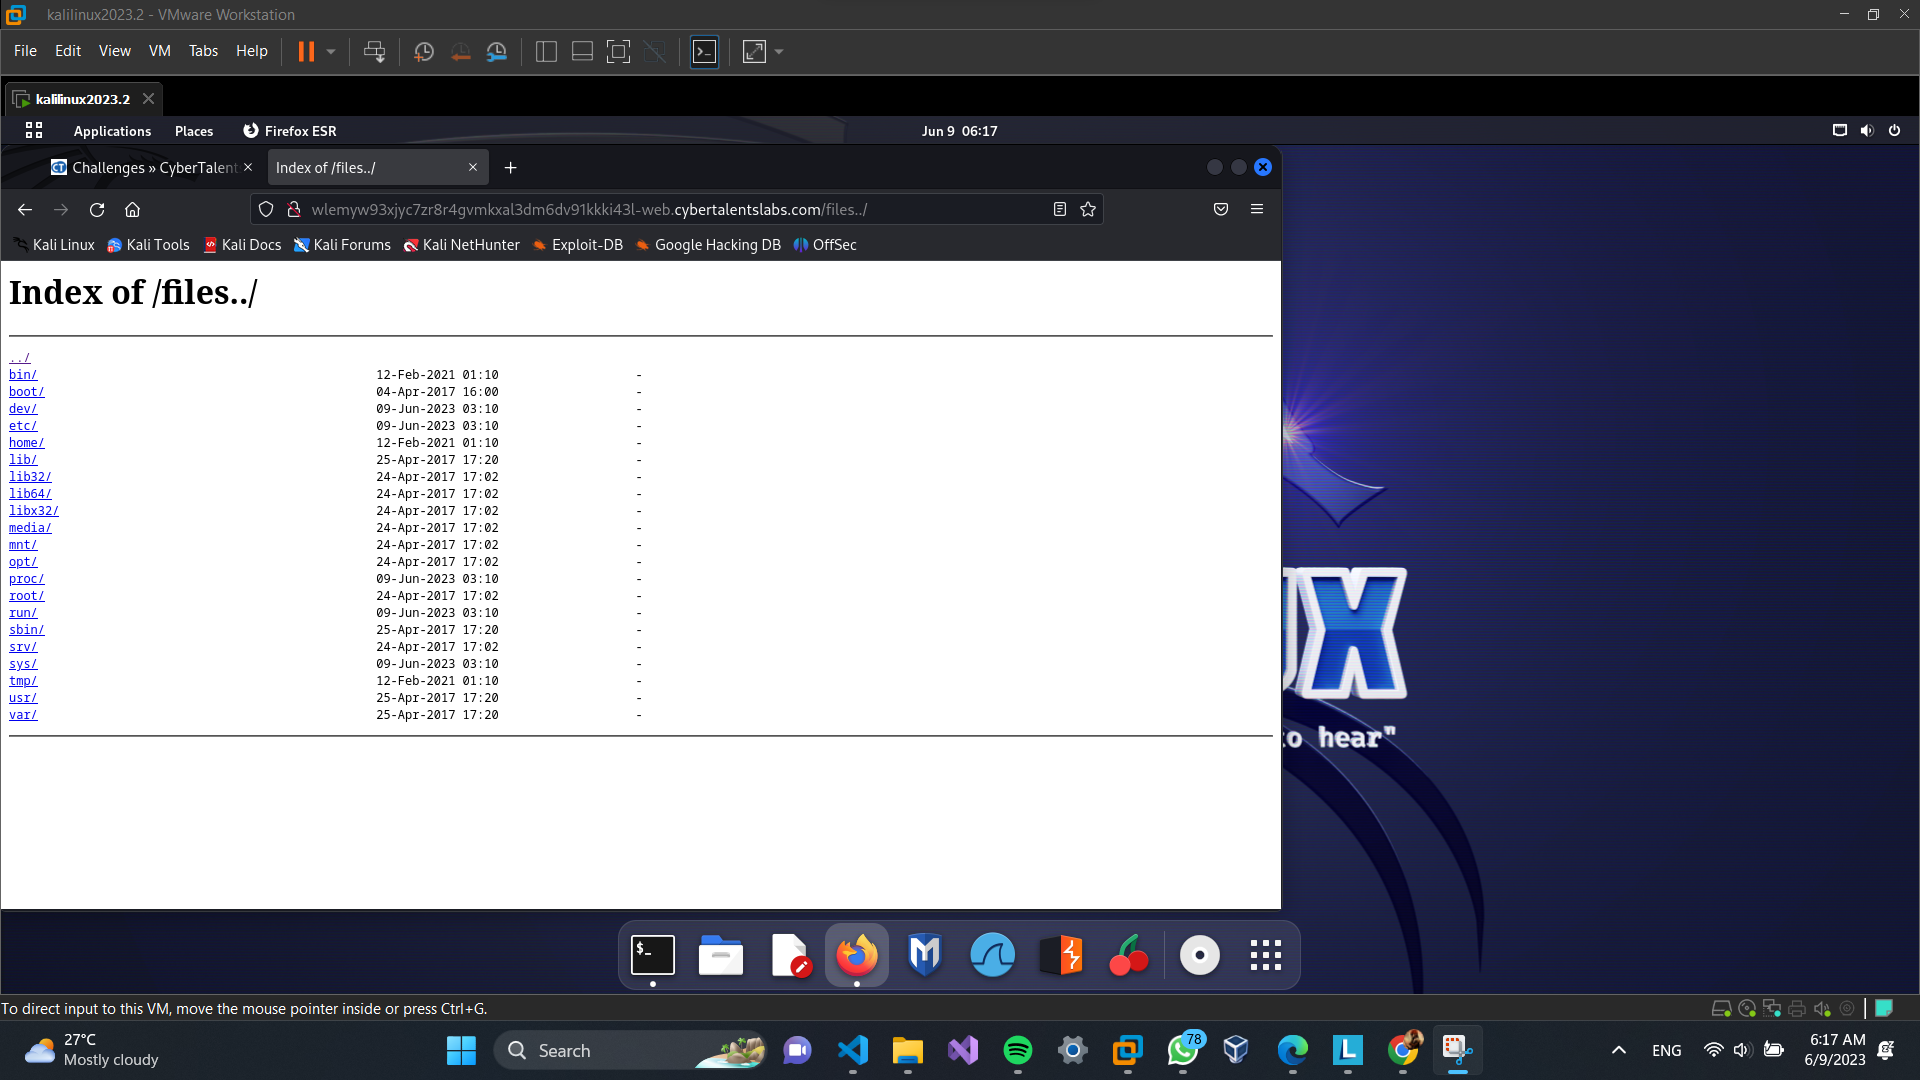 kalilinux2023.2 - VMware Workstation
File Edit View VM Tabs Help
kalilinux2023.2
Applications Places Firefox ESR Jun 9 06:17
Challenges » CyberTalent Index of /files../
wlemyw93xjyc7zr8r4gvmkxal3dm6dv91kkki43l-web.cybertalentslabs.com/files../
Kali Linux Kali Tools Kali Docs Kali Forums Kali NetHunter Exploit-DB Google Hacking DB OffSec
Index of /files../
../
bin/ 12-Feb-2021 01:10 -
boot/ 04-Apr-2017 16:00 -
dev/ 09-Jun-2023 03:10 -
etc/ 09-Jun-2023 03:10 -
home/ 12-Feb-2021 01:10 -
lib/ 25-Apr-2017 17:20 -
lib32/ 24-Apr-2017 17:02 -
lib64/ 24-Apr-2017 17:02 -
libx32/ 24-Apr-2017 17:02 -
media/ 24-Apr-2017 17:02 -
mnt/ 24-Apr-2017 17:02 -
opt/ 24-Apr-2017 17:02 -
proc/ 09-Jun-2023 03:10 -
root/ 24-Apr-2017 17:02 -
run/ 09-Jun-2023 03:10 -
sbin/ 25-Apr-2017 17:20 -
srv/ 24-Apr-2017 17:02 -
sys/ 09-Jun-2023 03:10 -
tmp/ 12-Feb-2021 01:10 -
usr/ 25-Apr-2017 17:20 -
var/ 25-Apr-2017 17:20 -
UX
to hear"
To direct input to this VM, move the mouse pointer inside or press Ctrl+G.
27°C
Mostly cloudy
Search
78
ENG
6:17 AM
6/9/2023